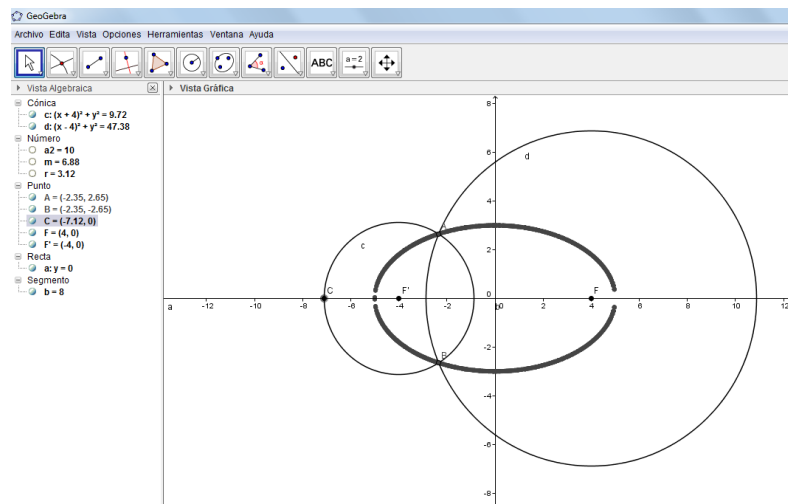 GeoGebra
Archivo Edita Vista Opciones Herramientas Ventana Ayuda
ABC a=2
Vista Algebraica
Vista Gráfica
Cónica
c: (x + 4)² + y² = 9.72
d: (x - 4)² + y² = 47.38
Número
a2 = 10
m = 6.88
r = 3.12
Punto
A = (-2.35, 2.65)
B = (-2.35, -2.65)
C = (-7.12, 0)
F = (4, 0)
F' = (-4, 0)
Recta
a: y = 0
Segmento
b = 8
8
6
d
4
A
c
2
C F' 0 F
a -12 -10 -8 -6 -4 -2 b 0 2 4 6 8 10 12
-2
B
-4
-6
-8